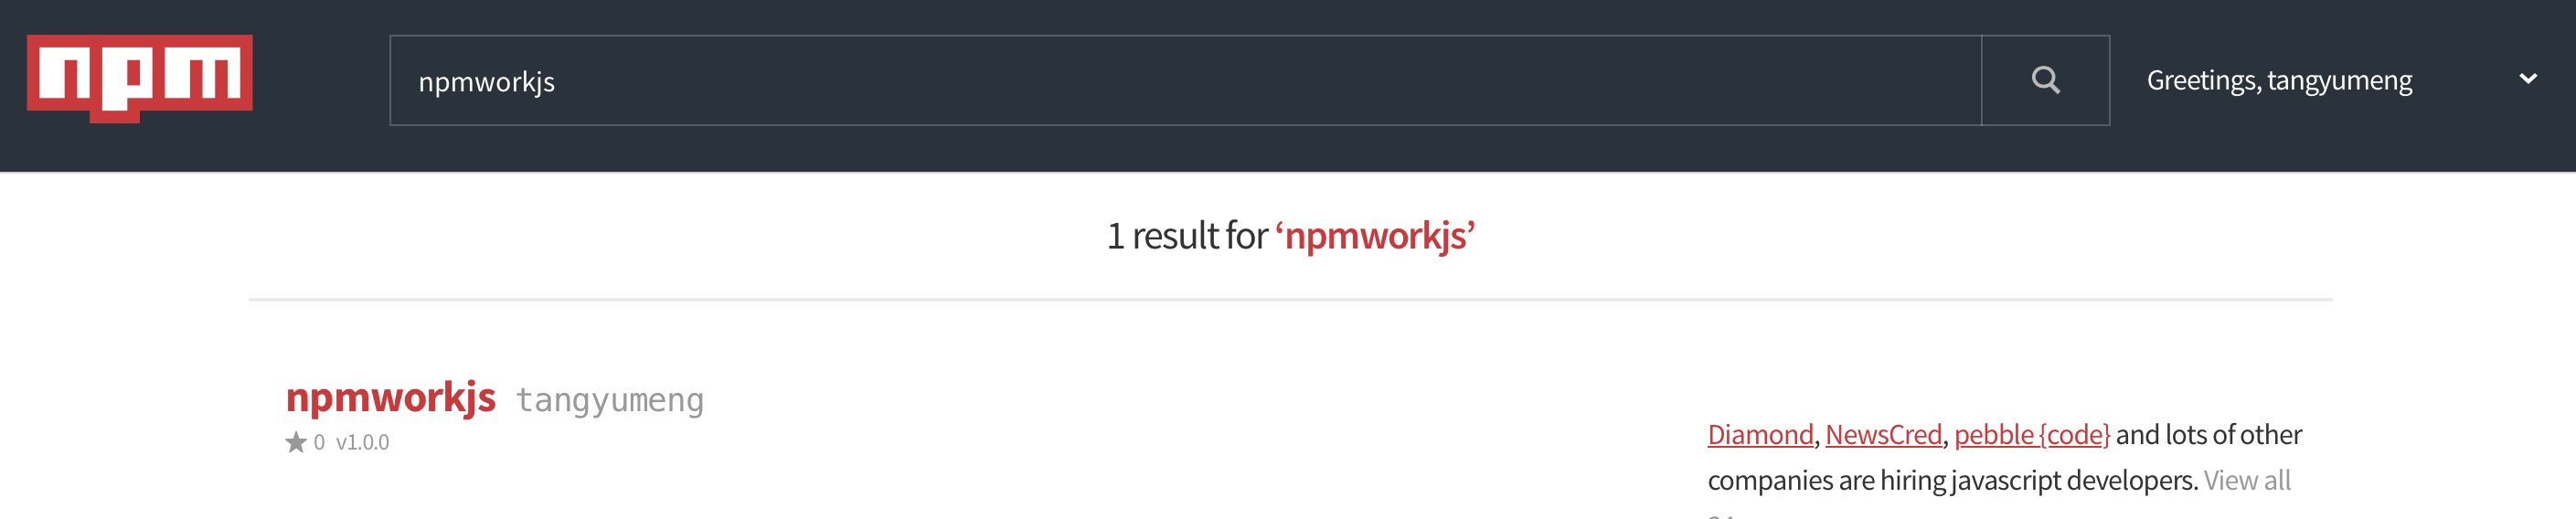 npm
npmworkjs
Greetings, tangyumeng
1 result for ‘npmworkjs’
npmworkjs tangyumeng
0 v1.0.0
Diamond, NewsCred, pebble {code} and lots of other
companies are hiring javascript developers. View all